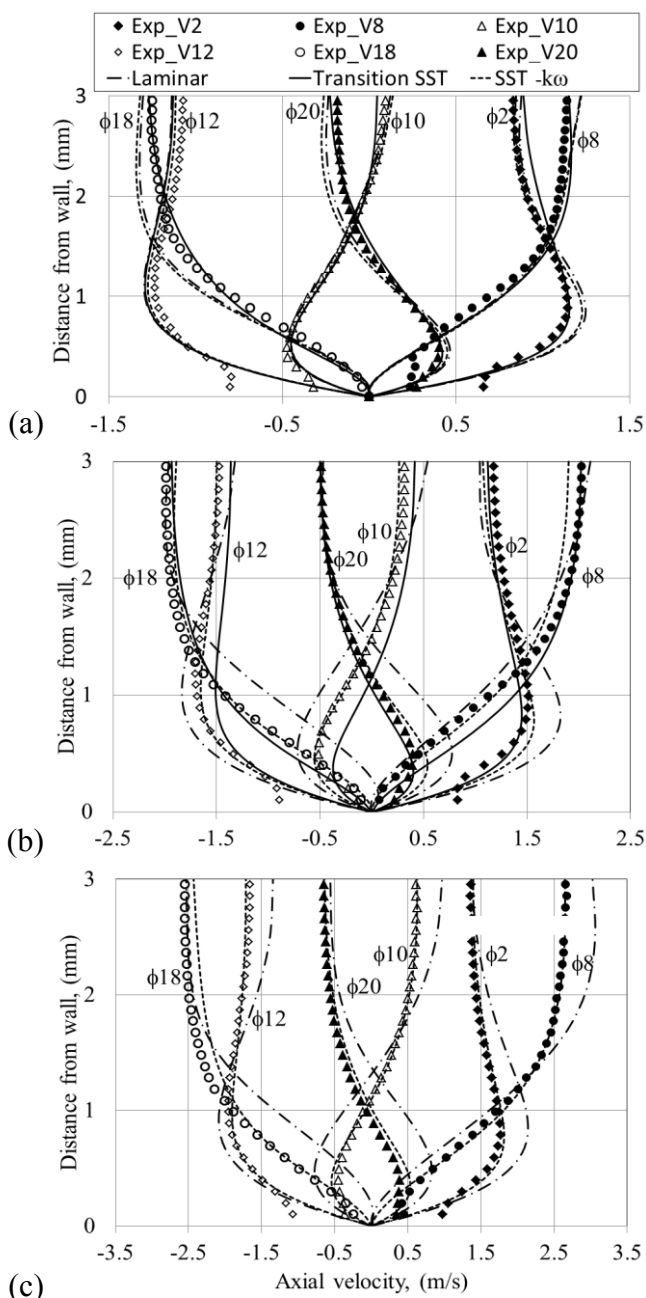 Exp_V2 Exp_V8 Exp_V10
Exp_V12 Exp_V18 Exp_V20
Laminar Transition SST SST -kω
3
2
1
0
Distance from wall, (mm)
ϕ18
ϕ12
ϕ20
ϕ10
ϕ2
ϕ8
-1.5 -0.5 0.5 1.5
(a)
3
2
1
0
Distance from wall, (mm)
ϕ18
ϕ12
ϕ20
ϕ10
ϕ2
ϕ8
-2.5 -1.5 -0.5 0.5 1.5 2.5
(b)
3
2
1
0
Distance from wall, (mm)
ϕ18
ϕ12
ϕ20
ϕ10
ϕ2
ϕ8
-3.5 -2.5 -1.5 -0.5 0.5 1.5 2.5 3.5
Axial velocity, (m/s)
(c)